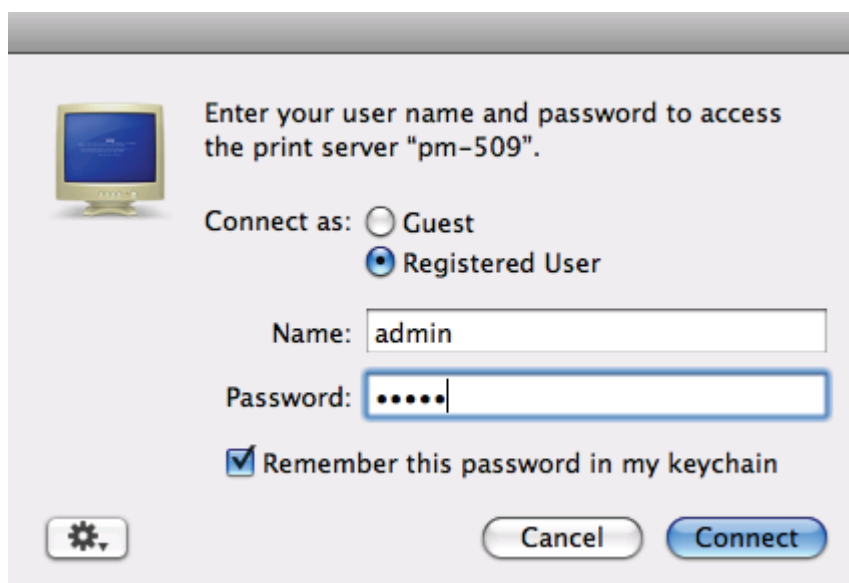 Enter your user name and password to access
the print server “pm-509”.
Connect as: Guest
Registered User
Name: admin
Password: •••••
Remember this password in my keychain
Cancel Connect